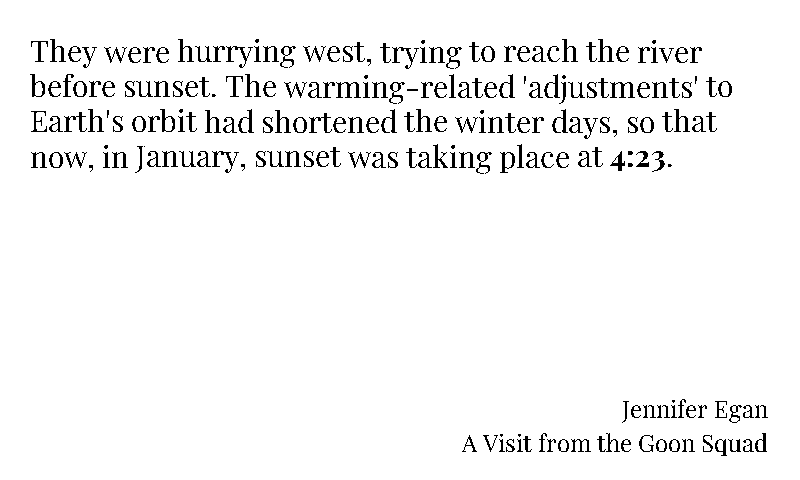 They were hurrying west, trying to reach the river
before sunset. The warming-related 'adjustments' to
Earth's orbit had shortened the winter days, so that
now, in January, sunset was taking place at 4:23.
Jennifer Egan
A Visit from the Goon Squad